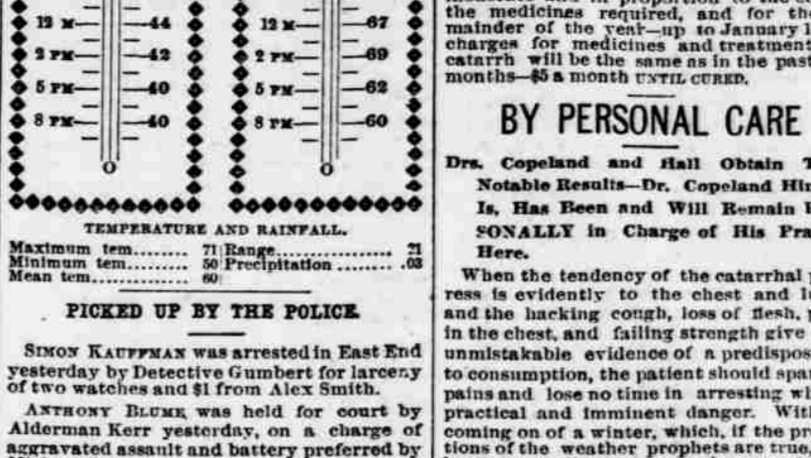 12 M 44
2 PM 42
5 PM 40
8 PM 40
O
12 M 67
2 PM 69
5 PM 62
8 PM 60
O
TEMPERATURE AND RAINFALL.
Maximum tem........ 71 Range.................. 21
Minimum tem........ 50 Precipitation ........ .03
Mean tem............ 60
PICKED UP BY THE POLICE.
SIMON KAUFFMAN was arrested in East End
yesterday by Detective Gumbert for larceny
of two watches and $1 from Alex Smith.
ANTHONY BLUME was held for court by
Alderman Kerr yesterday, on a charge of
aggravated assault and battery preferred by
the medicines required, and for the
mainder of the year—up to January 1
charges for medicines and treatment
catarrh will be the same as in the past
months—$5 a month UNTIL CURED.
BY PERSONAL CARE
Drs. Copeland and Hall Obtain
Notable Results—Dr. Copeland
Is, Has Been and Will Remain
SONALLY in Charge of His
Here.
When the tendency of the catarrhal
ress is evidently to the chest and
and the hacking cough, loss of flesh,
in the chest, and failing strength give
unmistakable evidence of a
to consumption, the patient should
pains and lose no time in arresting
practical and imminent danger.
coming on of a winter, which, if the
tions of the weather prophets are